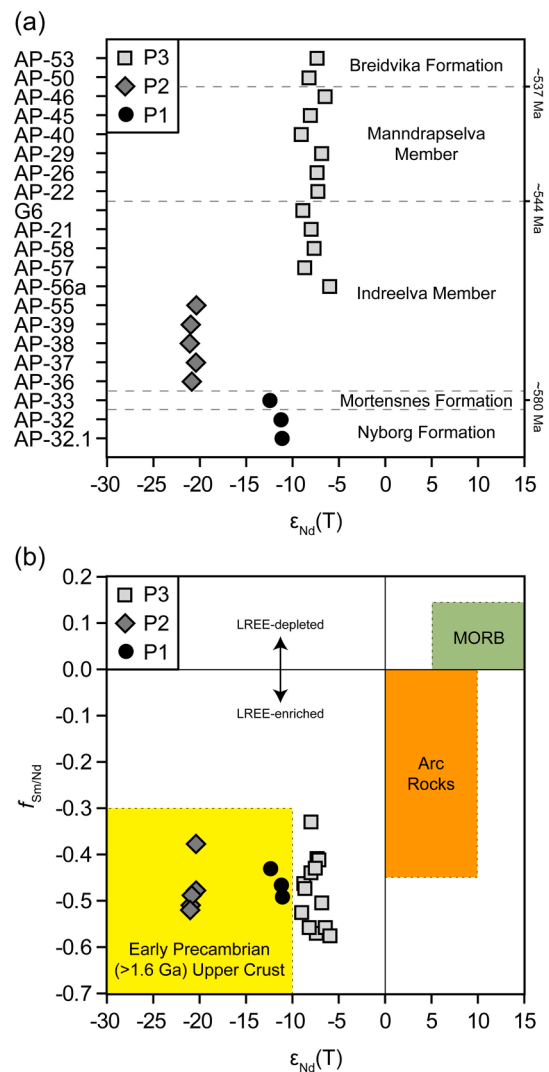 (a)
P3
P2
P1
AP-53
AP-50
AP-46
AP-45
AP-40
AP-29
AP-26
AP-22
G6
AP-21
AP-58
AP-57
AP-56a
AP-55
AP-39
AP-38
AP-37
AP-36
AP-33
AP-32
AP-32.1
Breidvika Formation
~537 Ma
Manndrapselva
Member
~544 Ma
Indreelva Member
Mortensnes Formation
~580 Ma
Nyborg Formation
-30 -25 -20 -15 -10 -5 0 5 10 15
εNd(T)
(b)
P3
P2
P1
0.2
0.1
0.0
-0.1
-0.2
-0.3
-0.4
-0.5
-0.6
-0.7
fSm/Nd
LREE-depleted
LREE-enriched
MORB
Arc
Rocks
Early Precambrian
(>1.6 Ga) Upper Crust
-30 -25 -20 -15 -10 -5 0 5 10 15
εNd(T)